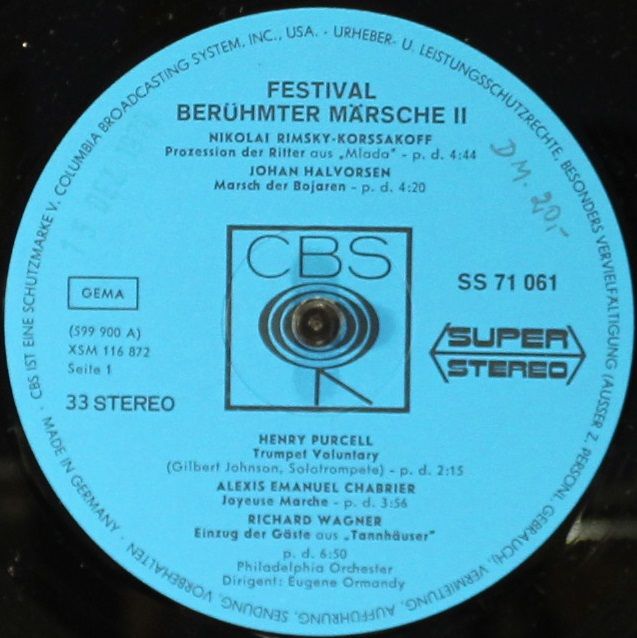 CBS IST EINE SCHUTZMARKE V. COLUMBIA BROADCASTING SYSTEM, INC., USA. · URHEBER- U. LEISTUNGSSCHUTZRECHTE, BESONDERS VERVIELFÄLTIGUNG (AUSSER Z. PERSÖNL. GEBRAUCH), VERMIETUNG, AUFFÜHRUNG, SENDUNG, VORBEHALTEN · MADE IN GERMANY ·
FESTIVAL
BERÜHMTER MÄRSCHE II
NIKOLAI RIMSKY-KORSSAKOFF
Prozession der Ritter aus „Mlada" - p. d. 4:44
JOHAN HALVORSEN
Marsch der Bojaren - p. d. 4:20
DM. 20,-
15 DEZ.
CBS
GEMA
(S99 900 A)
XSM 116 872
Seite 1
33 STEREO
SS 71 061
SUPER
STEREO
HENRY PURCELL
Trumpet Voluntary
(Gilbert Johnson, Solotrompete) - p. d. 2:15
ALEXIS EMANUEL CHABRIER
Joyeuse Marche - p. d. 3:56
RICHARD WAGNER
Einzug der Gäste aus „Tannhäuser"
p. d. 6:50
Philadelphia Orchester
Dirigent: Eugene Ormandy